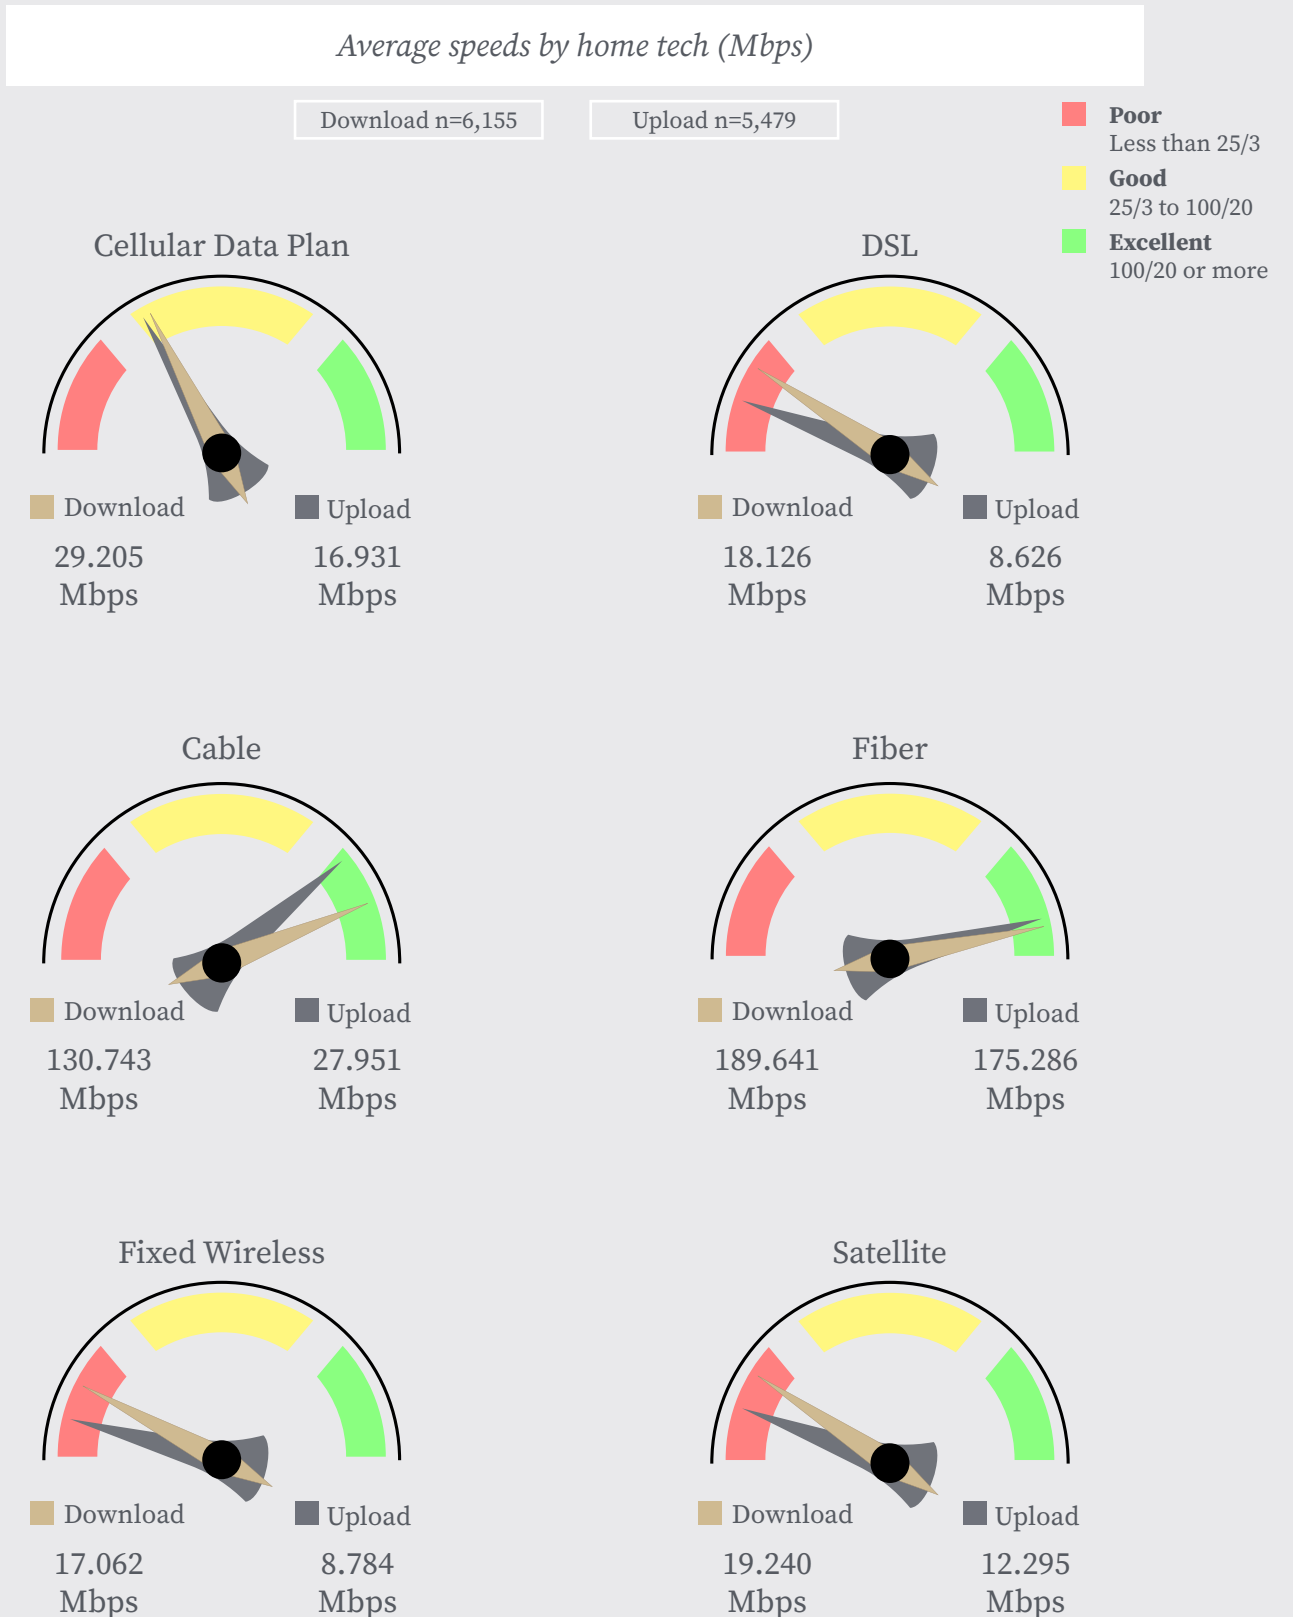 Average speeds by home tech (Mbps)
Download n=6,155
Upload n=5,479
Poor
Less than 25/3
Good
25/3 to 100/20
Excellent
100/20 or more
Cellular Data Plan
Download
Upload
29.205
Mbps
16.931
Mbps
DSL
Download
Upload
18.126
Mbps
8.626
Mbps
Cable
Download
Upload
130.743
Mbps
27.951
Mbps
Fiber
Download
Upload
189.641
Mbps
175.286
Mbps
Fixed Wireless
Download
Upload
17.062
Mbps
8.784
Mbps
Satellite
Download
Upload
19.240
Mbps
12.295
Mbps